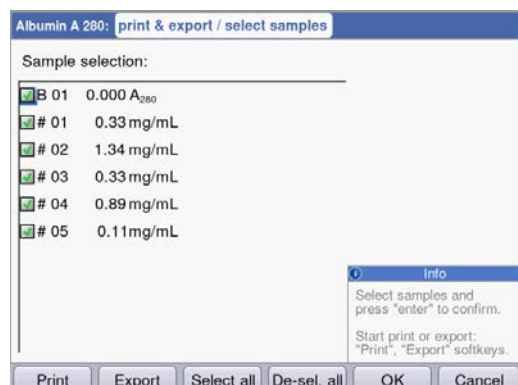 Albumin A 280: print & export / select samples
Sample selection:
B 01 0.000 A₂₈₀
# 01 0.33 mg/mL
# 02 1.34 mg/mL
# 03 0.33 mg/mL
# 04 0.89 mg/mL
# 05 0.11mg/mL
Info
Select samples and
press "enter" to confirm.
Start print or export:
"Print", "Export" softkeys.
Print Export Select all De-sel. all OK Cancel